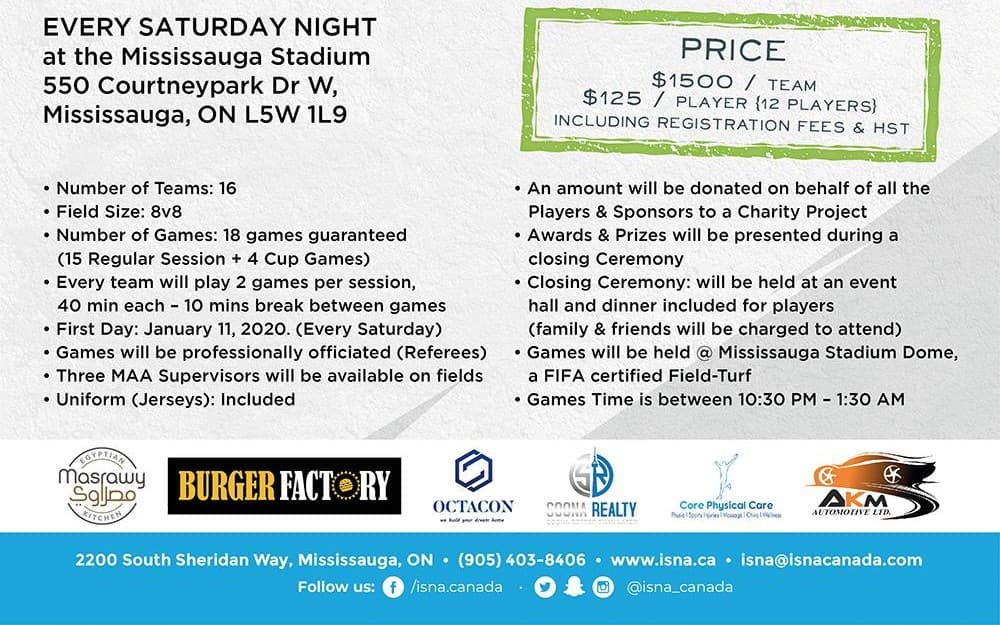 EVERY SATURDAY NIGHT
at the Mississauga Stadium
550 Courtneypark Dr W,
Mississauga, ON L5W 1L9
PRICE
$1500 / TEAM
$125 / PLAYER {12 PLAYERS}
INCLUDING REGISTRATION FEES & HST
• Number of Teams: 16
• Field Size: 8v8
• Number of Games: 18 games guaranteed
(15 Regular Session + 4 Cup Games)
• Every team will play 2 games per session,
40 min each – 10 mins break between games
• First Day: January 11, 2020. (Every Saturday)
• Games will be professionally officiated (Referees)
• Three MAA Supervisors will be available on fields
• Uniform (Jerseys): Included
• An amount will be donated on behalf of all the
Players & Sponsors to a Charity Project
• Awards & Prizes will be presented during a
closing Ceremony
• Closing Ceremony: will be held at an event
hall and dinner included for players
(family & friends will be charged to attend)
• Games will be held @ Mississauga Stadium Dome,
a FIFA certified Field-Turf
• Games Time is between 10:30 PM – 1:30 AM
EGYPTIAN
Masrawy
مصراوي
KITCHEN
BURGER FACTORY
OCTACON
we build your dream home
SR
SOONA REALTY
Core Physical Care
Physio | Sports Injuries | Massage | Chiro | Wellness
AKM
AUTOMOTIVE LTD.
2200 South Sheridan Way, Mississauga, ON • (905) 403-8406 • www.isna.ca • isna@isnacanada.com
Follow us: /isna.canada · @isna_canada